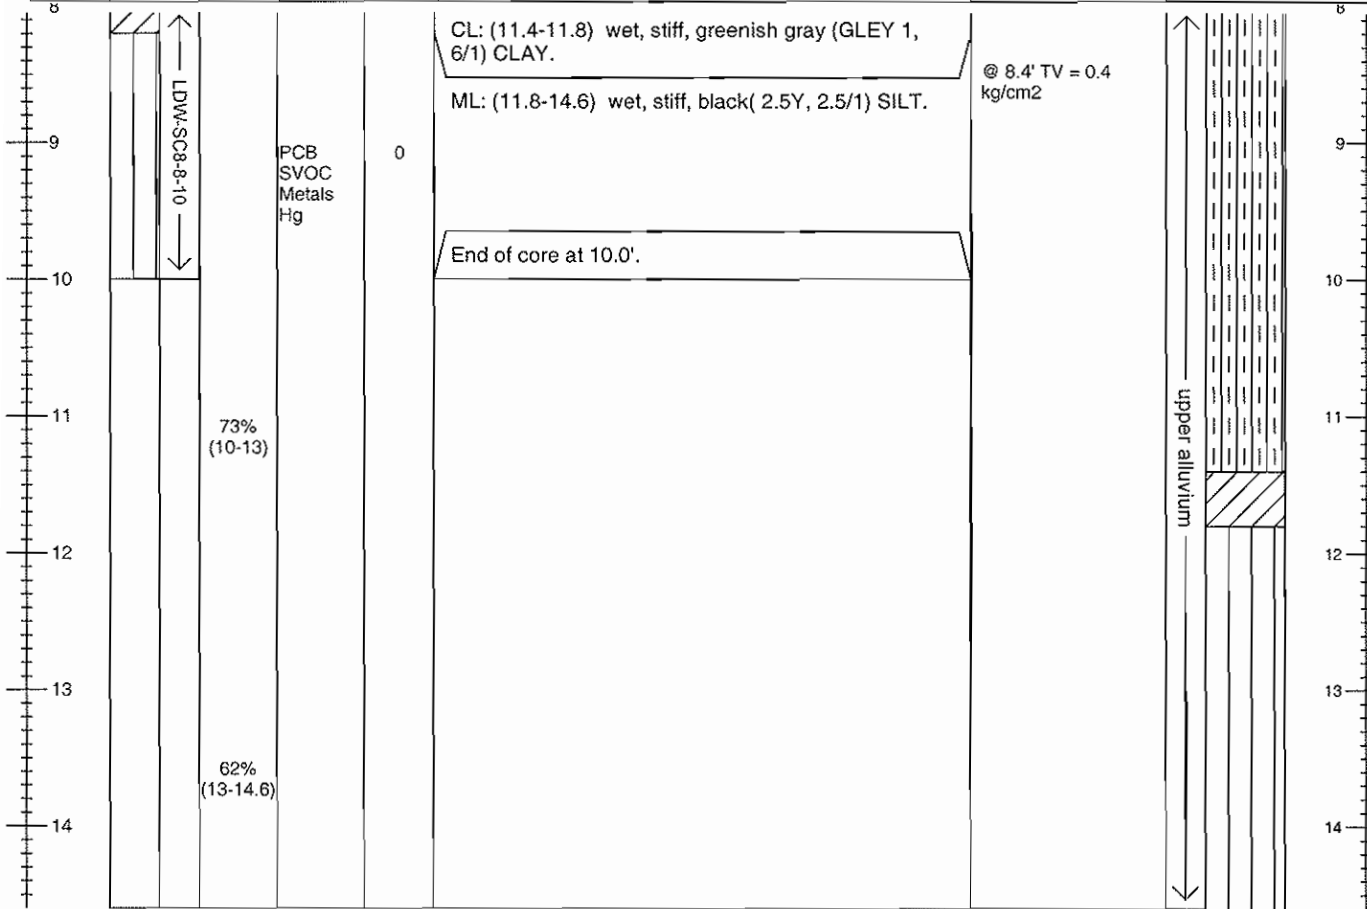 8
8
CL: (11.4-11.8) wet, stiff, greenish gray (GLEY 1,
6/1) CLAY.
@ 8.4' TV = 0.4
kg/cm2
ML: (11.8-14.6) wet, stiff, black( 2.5Y, 2.5/1) SILT.
LDW-SC8-8-10
9
PCB
SVOC
Metals
Hg
0
9
End of core at 10.0'.
10
10
11
73%
(10-13)
upper alluvium
11
12
12
13
13
62%
(13-14.6)
14
14